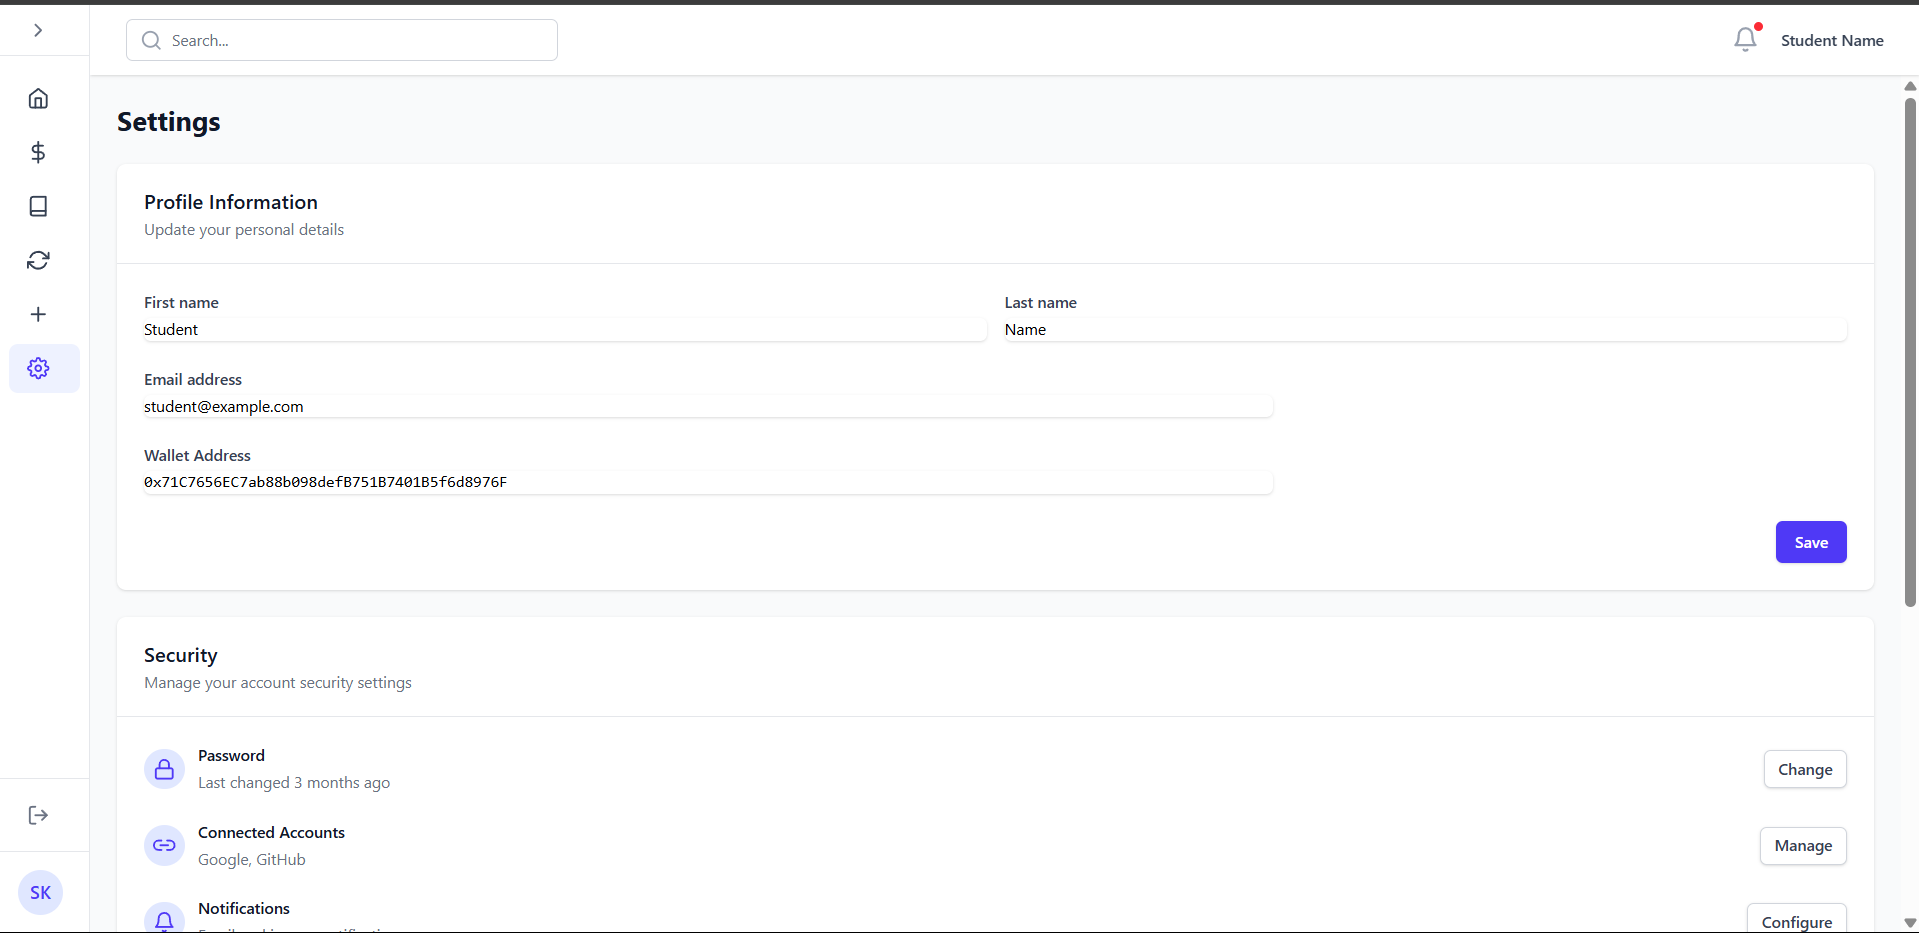 Search...
Student Name
Settings
Profile Information
Update your personal details
First name
Last name
Student
Name
Email address
student@example.com
Wallet Address
0x71C7656EC7ab88b098defB751B7401B5f6d8976F
Save
Security
Manage your account security settings
Password
Last changed 3 months ago
Change
Connected Accounts
Google, GitHub
Manage
Notifications
Configure
SK